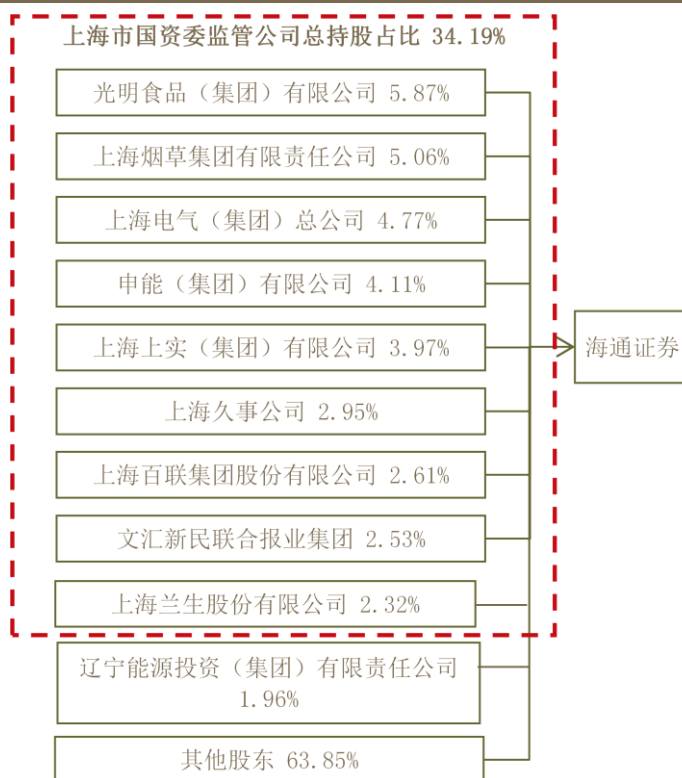 上海市国资委监管公司总持股占比 34.19%
光明食品（集团）有限公司 5.87%
上海烟草集团有限责任公司 5.06%
上海电气（集团）总公司 4.77%
申能（集团）有限公司 4.11%
上海上实（集团）有限公司 3.97%
海通证券
上海久事公司 2.95%
上海百联集团股份有限公司 2.61%
文汇新民联合报业集团 2.53%
上海兰生股份有限公司 2.32%
辽宁能源投资（集团）有限责任公司
1.96%
其他股东 63.85%